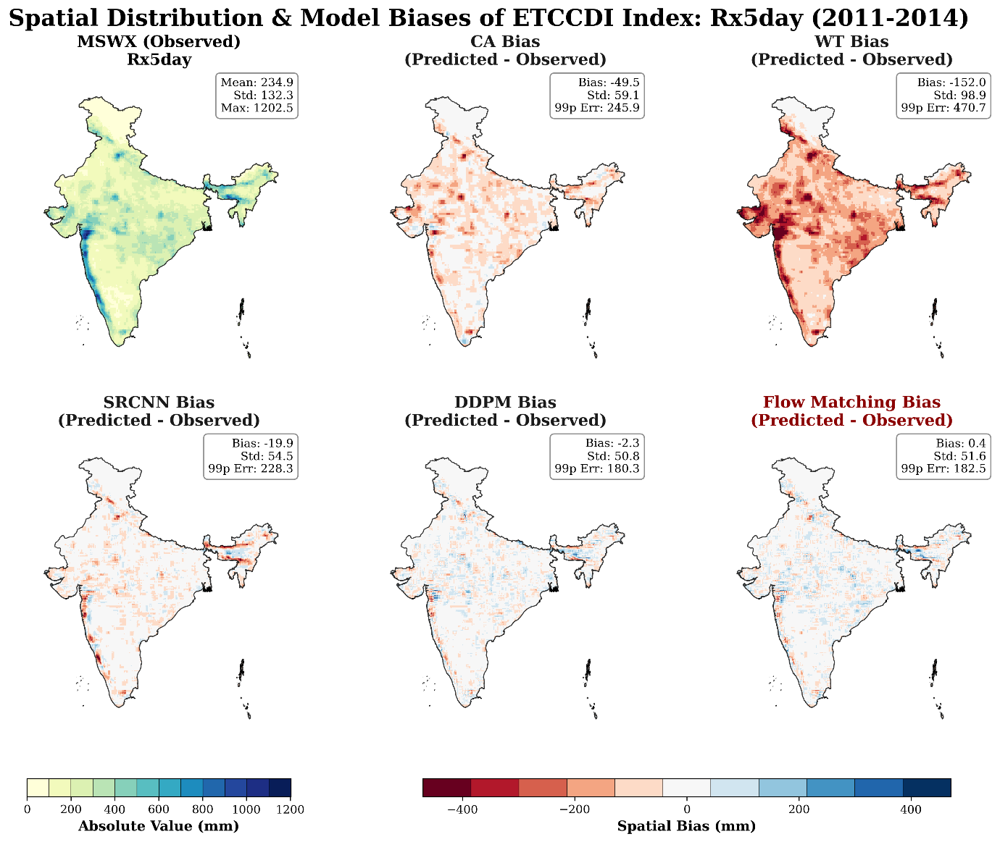 Spatial Distribution & Model Biases of ETCCDI Index: Rx5day (2011-2014)
MSWX (Observed)
Rx5day
Mean: 234.9
Std: 132.3
Max: 1202.5
CA Bias
(Predicted - Observed)
Bias: -49.5
Std: 59.1
99p Err: 245.9
WT Bias
(Predicted - Observed)
Bias: -152.0
Std: 98.9
99p Err: 470.7
SRCNN Bias
(Predicted - Observed)
Bias: -19.9
Std: 54.5
99p Err: 228.3
DDPM Bias
(Predicted - Observed)
Bias: -2.3
Std: 50.8
99p Err: 180.3
Flow Matching Bias
(Predicted - Observed)
Bias: 0.4
Std: 51.6
99p Err: 182.5
0 200 400 600 800 1000 1200
Absolute Value (mm)
−400 −200 0 200 400
Spatial Bias (mm)